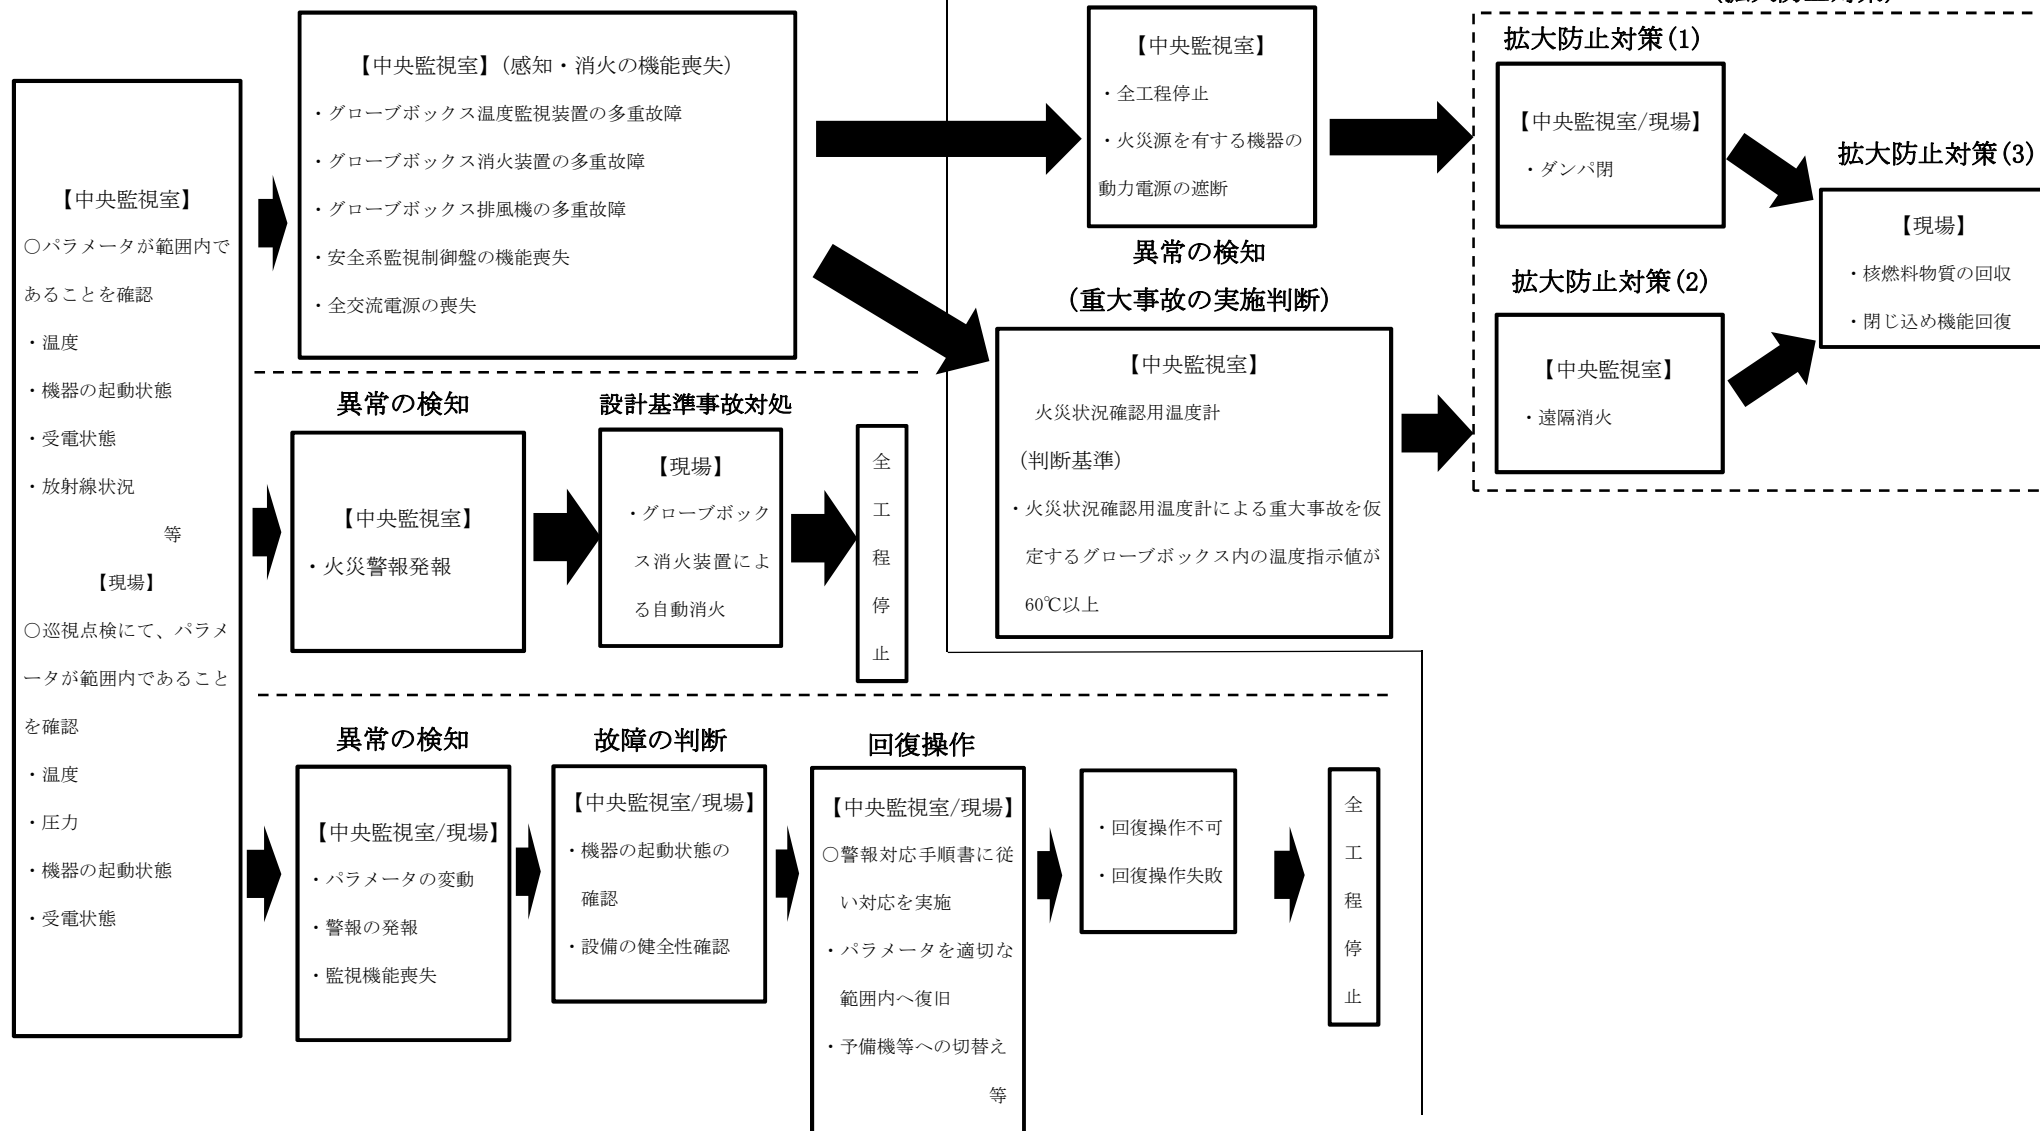 【中央監視室】
○パラメータが範囲内で
あることを確認
・温度
・機器の起動状態
・受電状態
・放射線状況
等
【現場】
○巡視点検にて、パラメ
ータが範囲内であること
を確認
・温度
・圧力
・機器の起動状態
・受電状態
【中央監視室】(感知・消火の機能喪失)
・グローブボックス温度監視装置の多重故障
・グローブボックス消火装置の多重故障
・グローブボックス排風機の多重故障
・安全系監視制御盤の機能喪失
・全交流電源の喪失
【中央監視室】
・全工程停止
・火災源を有する機器の
動力電源の遮断
異常の検知
(重大事故の実施判断)
【中央監視室】
火災状況確認用温度計
(判断基準)
・火災状況確認用温度計による重大事故を仮
定するグローブボックス内の温度指示値が
60℃以上
拡大防止対策(1)
【中央監視室/現場】
・ダンパ閉
拡大防止対策(2)
【中央監視室】
・遠隔消火
拡大防止対策(3)
【現場】
・核燃料物質の回収
・閉じ込め機能回復
異常の検知
【中央監視室】
・火災警報発報
設計基準事故対処
【現場】
・グローブボック
ス消火装置によ
る自動消火
全
工
程
停
止
異常の検知
【中央監視室/現場】
・パラメータの変動
・警報の発報
・監視機能喪失
故障の判断
【中央監視室/現場】
・機器の起動状態の
確認
・設備の健全性確認
回復操作
【中央監視室/現場】
○警報対応手順書に従
い対応を実施
・パラメータを適切な
範囲内へ復旧
・予備機等への切替え
等
・回復操作不可
・回復操作失敗
全
工
程
停
止